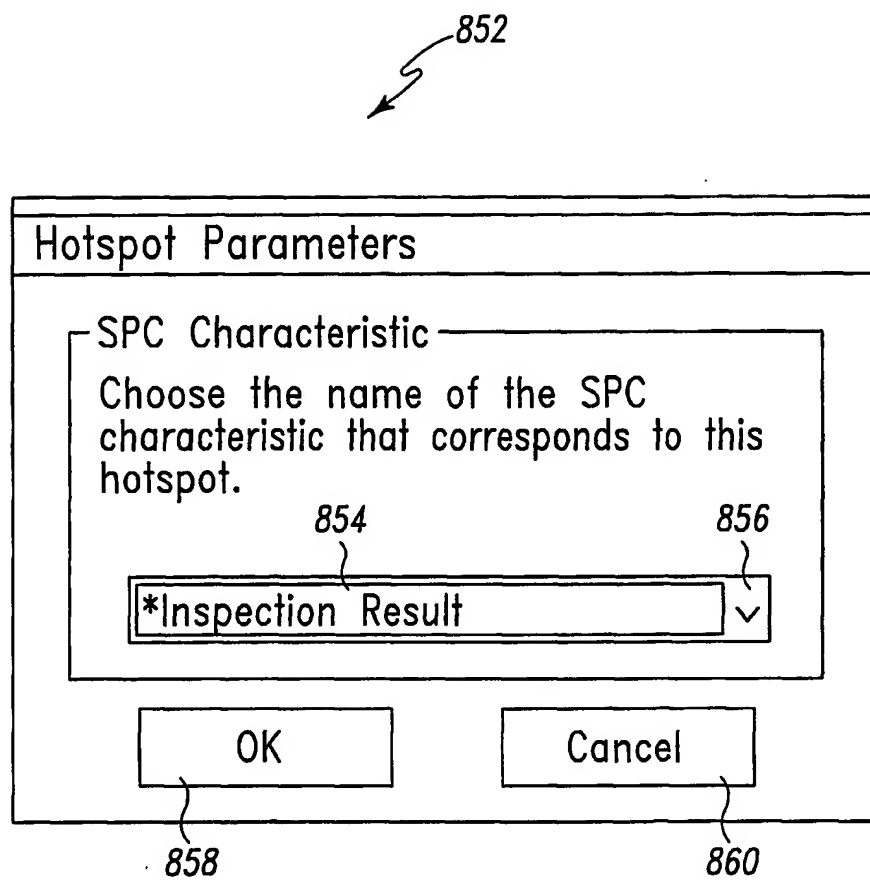 852
Hotspot Parameters
SPC Characteristic
Choose the name of the SPC
characteristic that corresponds to this
hotspot.
854
856
*Inspection Result
OK
Cancel
858
860